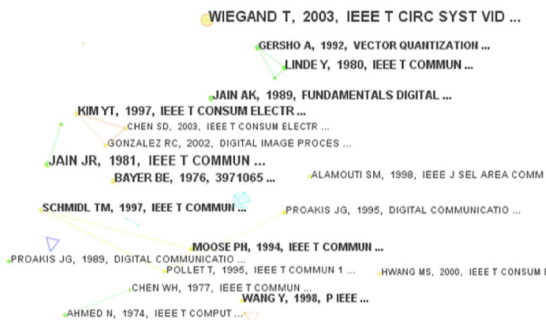 WIEGAND T, 2003, IEEE T CIRC SYST VID ...
GERSHO A, 1992, VECTOR QUANTIZATION ...
LINDE Y, 1980, IEEE T COMMUN ...
JAIN AK, 1989, FUNDAMENTALS DIGITAL ...
KIM YT, 1997, IEEE T CONSUM ELECTR ...
CHEN SD, 2003, IEEE T CONSUM ELECTR ...
GONZALEZ RC, 2002, DIGITAL IMAGE PROCES ...
JAIN JR, 1981, IEEE T COMMUN ...
BAYER BE, 1976, 3971065 ...
ALAMOUTI SM, 1998, IEEE J SEL AREA COMM
SCHMIDL TM, 1997, IEEE T COMMUN ...
PROAKIS JG, 1995, DIGITAL COMMUNICATIO ...
MOOSE PH, 1994, IEEE T COMMUN ...
PROAKIS JG, 1989, DIGITAL COMMUNICATIO ...
POLLET T, 1995, IEEE T COMMUN 1 ...
HWANG MS, 2000, IEEE T CONSUM
CHEN WH, 1977, IEEE T COMMUN ...
WANG Y, 1998, P IEEE ...
AHMED N, 1974, IEEE T COMPUT ...